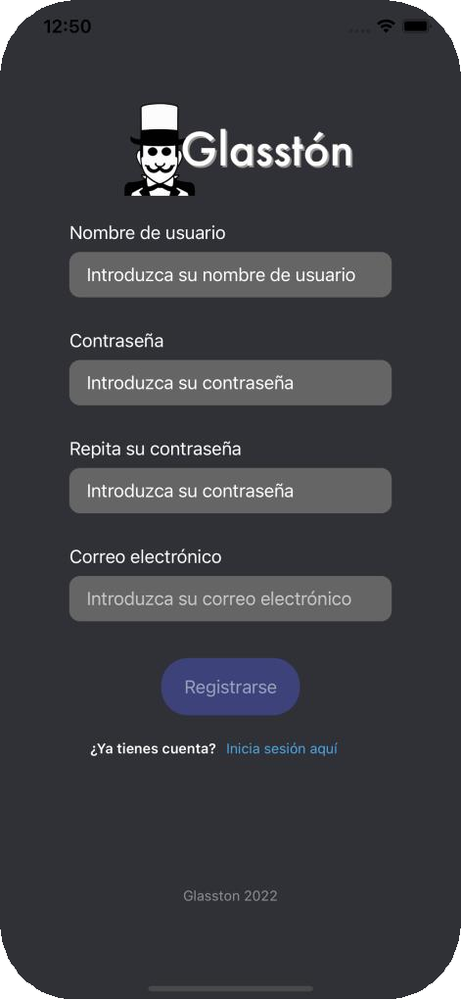 12:50
Glasstón
Nombre de usuario
Introduzca su nombre de usuario
Contraseña
Introduzca su contraseña
Repita su contraseña
Introduzca su contraseña
Correo electrónico
Introduzca su correo electrónico
Registrarse
¿Ya tienes cuenta? Inicia sesión aquí
Glasston 2022